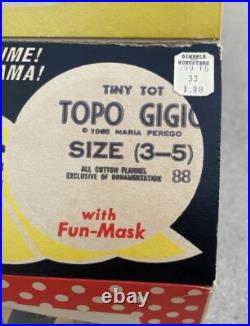 IME!
AMA!
GIMBELS
33
1.88
TINY TOT
TOPO GIGIO
© 1965 MARIA PEREGO
SIZE (3–5)
ALL COTTON FLANNEL
EXCLUSIVE OF ORNAMENTATION
88
with
Fun-Mask